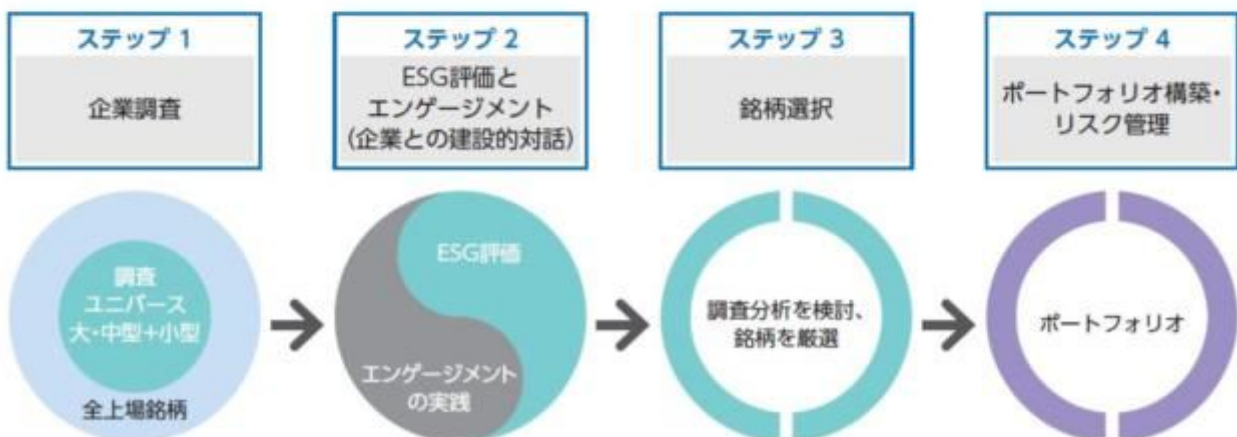 ステップ 1
企業調査
ステップ 2
ESG評価と
エンゲージメント
(企業との建設的対話)
ステップ 3
銘柄選択
ステップ 4
ポートフォリオ構築・
リスク管理
調査
ユニバース
大・中型+小型
全上場銘柄
ESG評価
エンゲージメント
の実践
調査分析を検討、
銘柄を厳選
ポートフォリオ